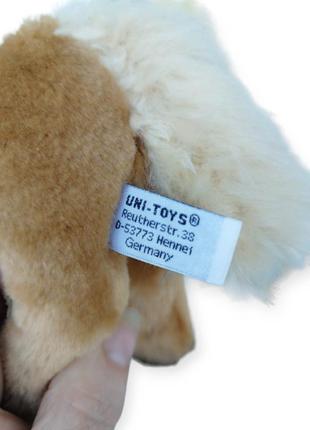 UNI-TOYS®
Reutherstr.38
D-53773 Hennef
Germany